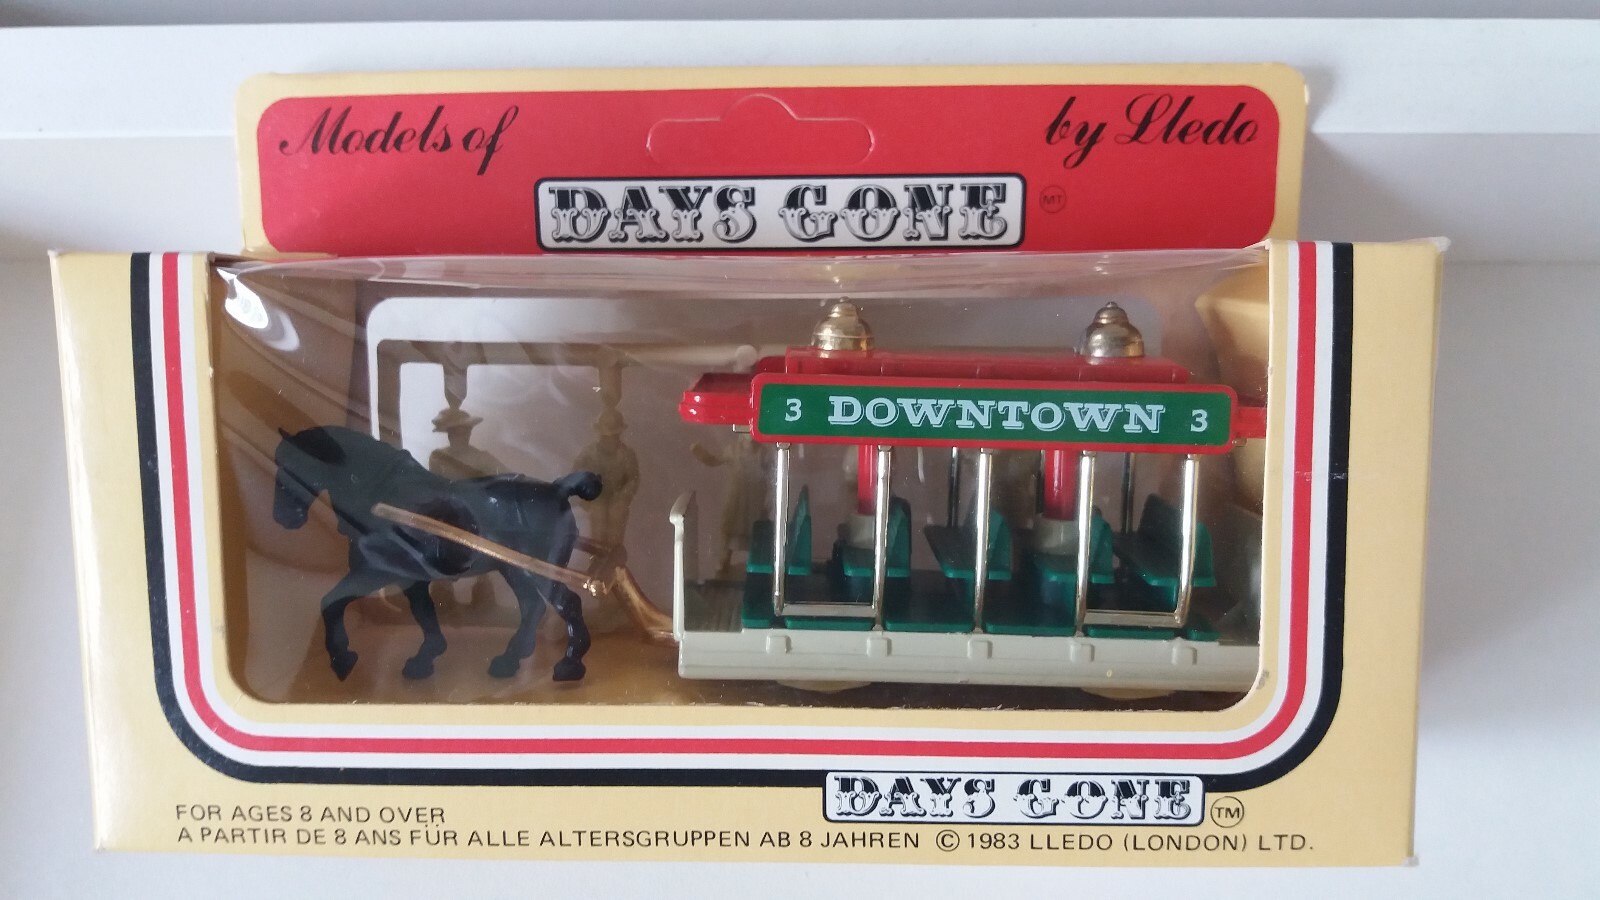 Models of
by Lledo
DAYS GONE MT
3 DOWNTOWN 3
DAYS GONE TM
FOR AGES 8 AND OVER
A PARTIR DE 8 ANS FÜR ALLE ALTERSGRUPPEN AB 8 JAHREN © 1983 LLEDO (LONDON) LTD.